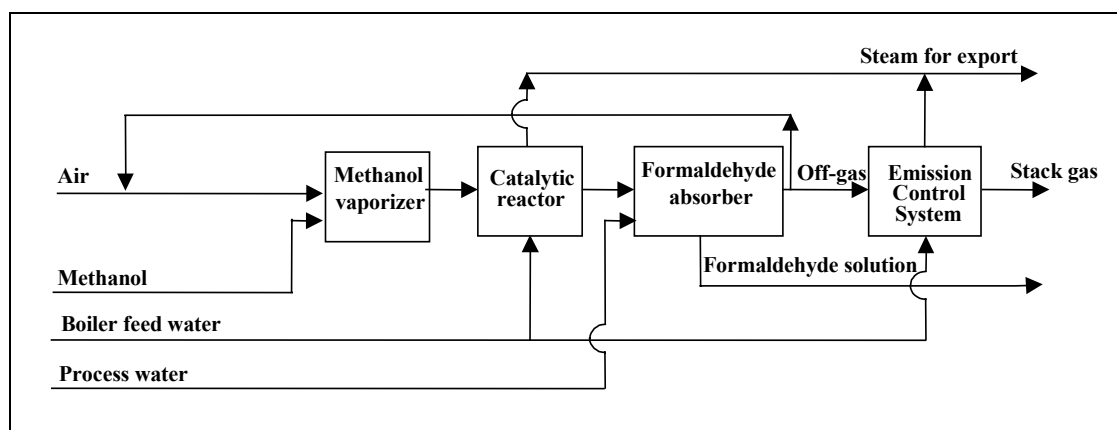 Steam for export
Air
Methanol
vaporizer
Catalytic
reactor
Formaldehyde
absorber
Off-gas
Emission
Control
System
Stack gas
Methanol
Formaldehyde solution
Boiler feed water
Process water